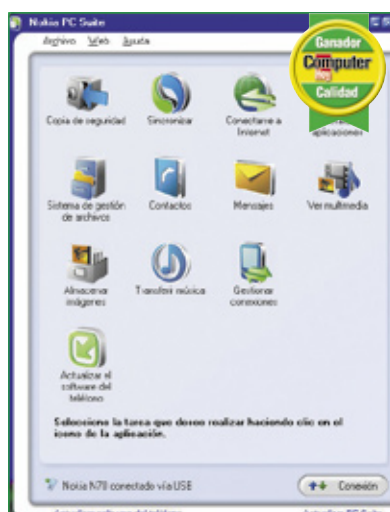 Nokia PC Suite
Archivo Web Ayuda
Ganador
Computer
Hoy
Calidad
Copia de seguridad
Sincronizar
Conectarse a
Internet
aplicaciones
Sistema de gestión
de archivos
Contactos
Mensajes
Ver multimedia
Almacenar
imágenes
Transferir música
Gestionar
conexiones
Actualizar el
software del
teléfono
Seleccione la tarea que desee realizar haciendo clic en el
icono de la aplicación.
Nokia N70 conectado vía USB
Conexión